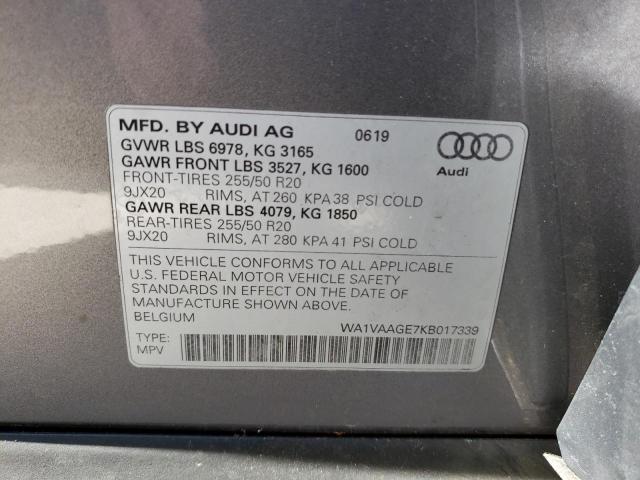 MFD. BY AUDI AG 0619
GVWR LBS 6978, KG 3165
GAWR FRONT LBS 3527, KG 1600
FRONT-TIRES 255/50 R20
9JX20 RIMS, AT 260 KPA 38 PSI COLD
GAWR REAR LBS 4079, KG 1850
REAR-TIRES 255/50 R20
9JX20 RIMS, AT 280 KPA 41 PSI COLD
Audi
THIS VEHICLE CONFORMS TO ALL APPLICABLE
U.S. FEDERAL MOTOR VEHICLE SAFETY
STANDARDS IN EFFECT ON THE DATE OF
MANUFACTURE SHOWN ABOVE.
BELGIUM WA1VAAGE7KB017339
TYPE:
MPV